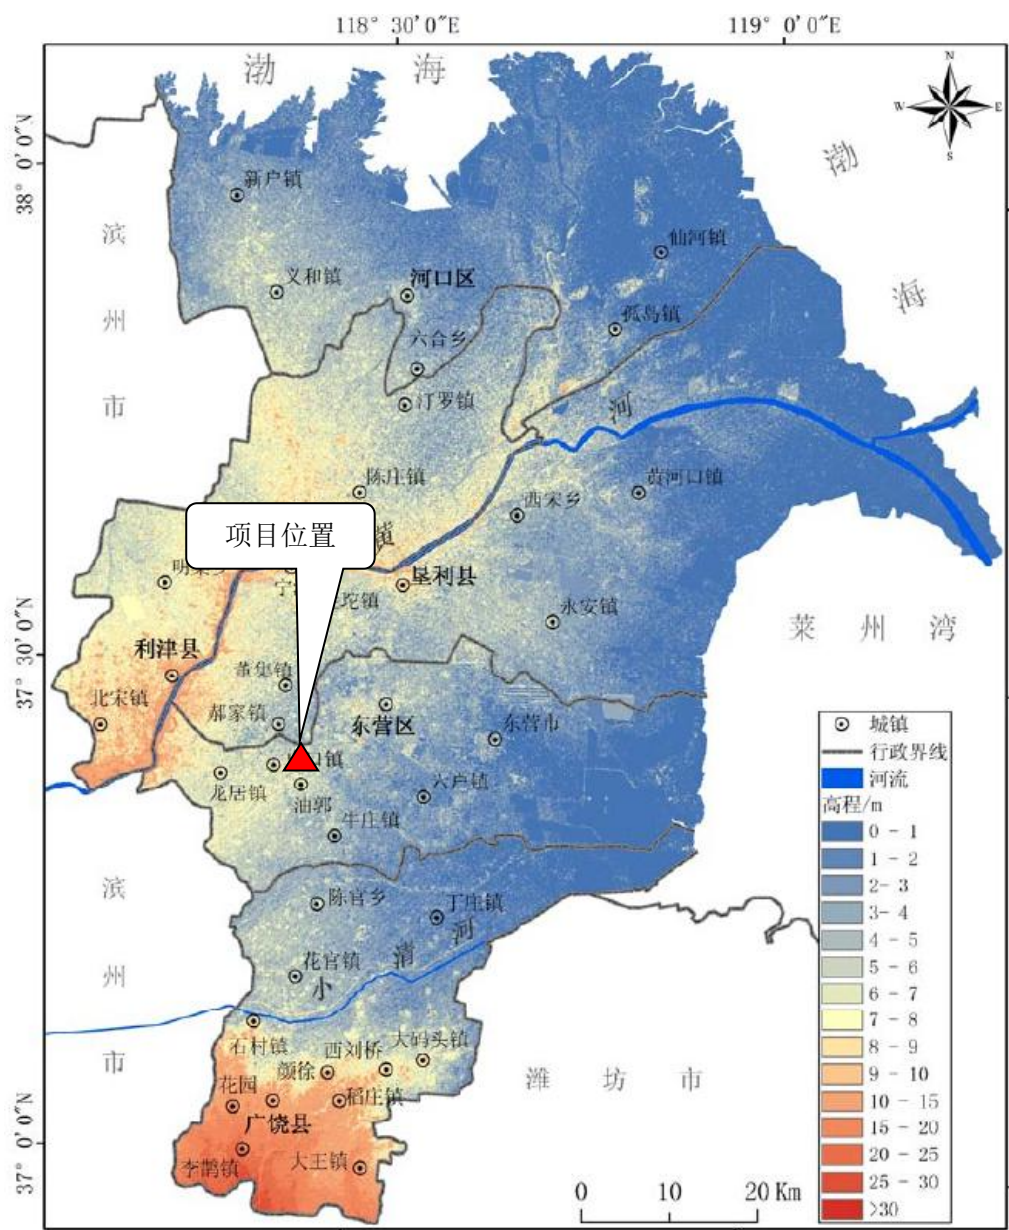 118° 30′0″E
119° 0′0″E
渤 海
N
W
E
S
38° 0′0″N
渤
海
新户镇
滨
州
市
仙河镇
义和镇
河口区
孤岛镇
六合乡
汀罗镇
河
陈庄镇
黄河口镇
西宋乡
项目位置
垦利县
坨镇
永安镇
莱 州 湾
37° 30′0″N
利津县
董集镇
北宋镇
郝家镇
东营区
东营市
口镇
龙居镇
油郭
六户镇
牛庄镇
城镇
行政界线
河流
高程/m
0 - 1
1 - 2
2- 3
3- 4
4 - 5
5 - 6
6 - 7
7 - 8
8 - 9
9 - 10
10 - 15
15 - 20
20 - 25
25 - 30
>30
滨
州
市
陈官乡
丁庄镇
河
清
花官镇
小
石村镇
大码头镇
西刘桥
颜徐
花园
稻庄镇
广饶县
李鹊镇
大王镇
潍 坊 市
37° 0′0″N
0 10 20 Km